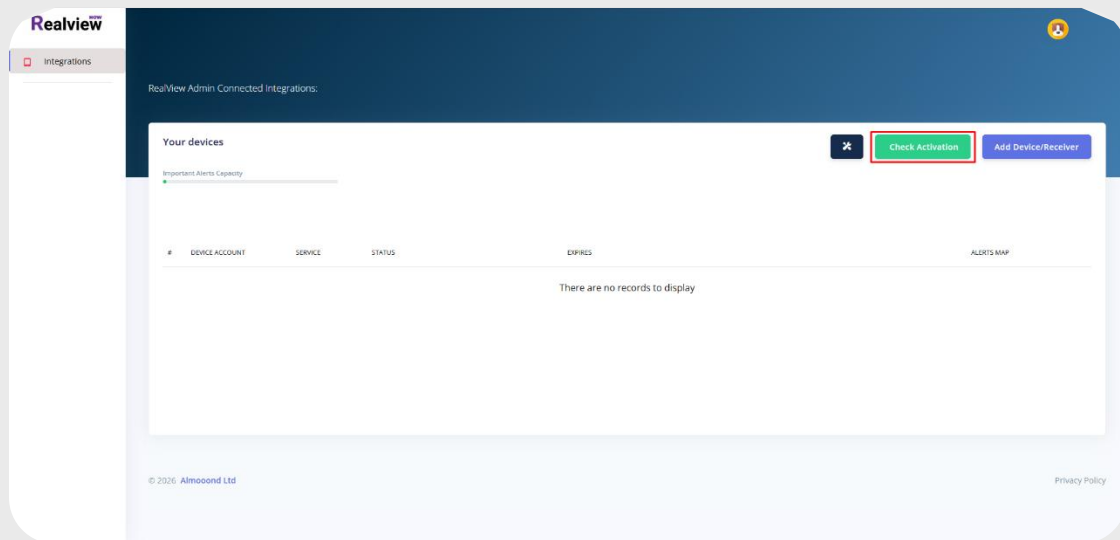 Realview NOW
Integrations
RealView Admin Connected Integrations:
Your devices
Check Activation
Add Device/Receiver
Important Alerts Capacity
# DEVICE ACCOUNT SERVICE STATUS EXPIRES ALERTS MAP
There are no records to display
© 2026 Almooond Ltd
Privacy Policy